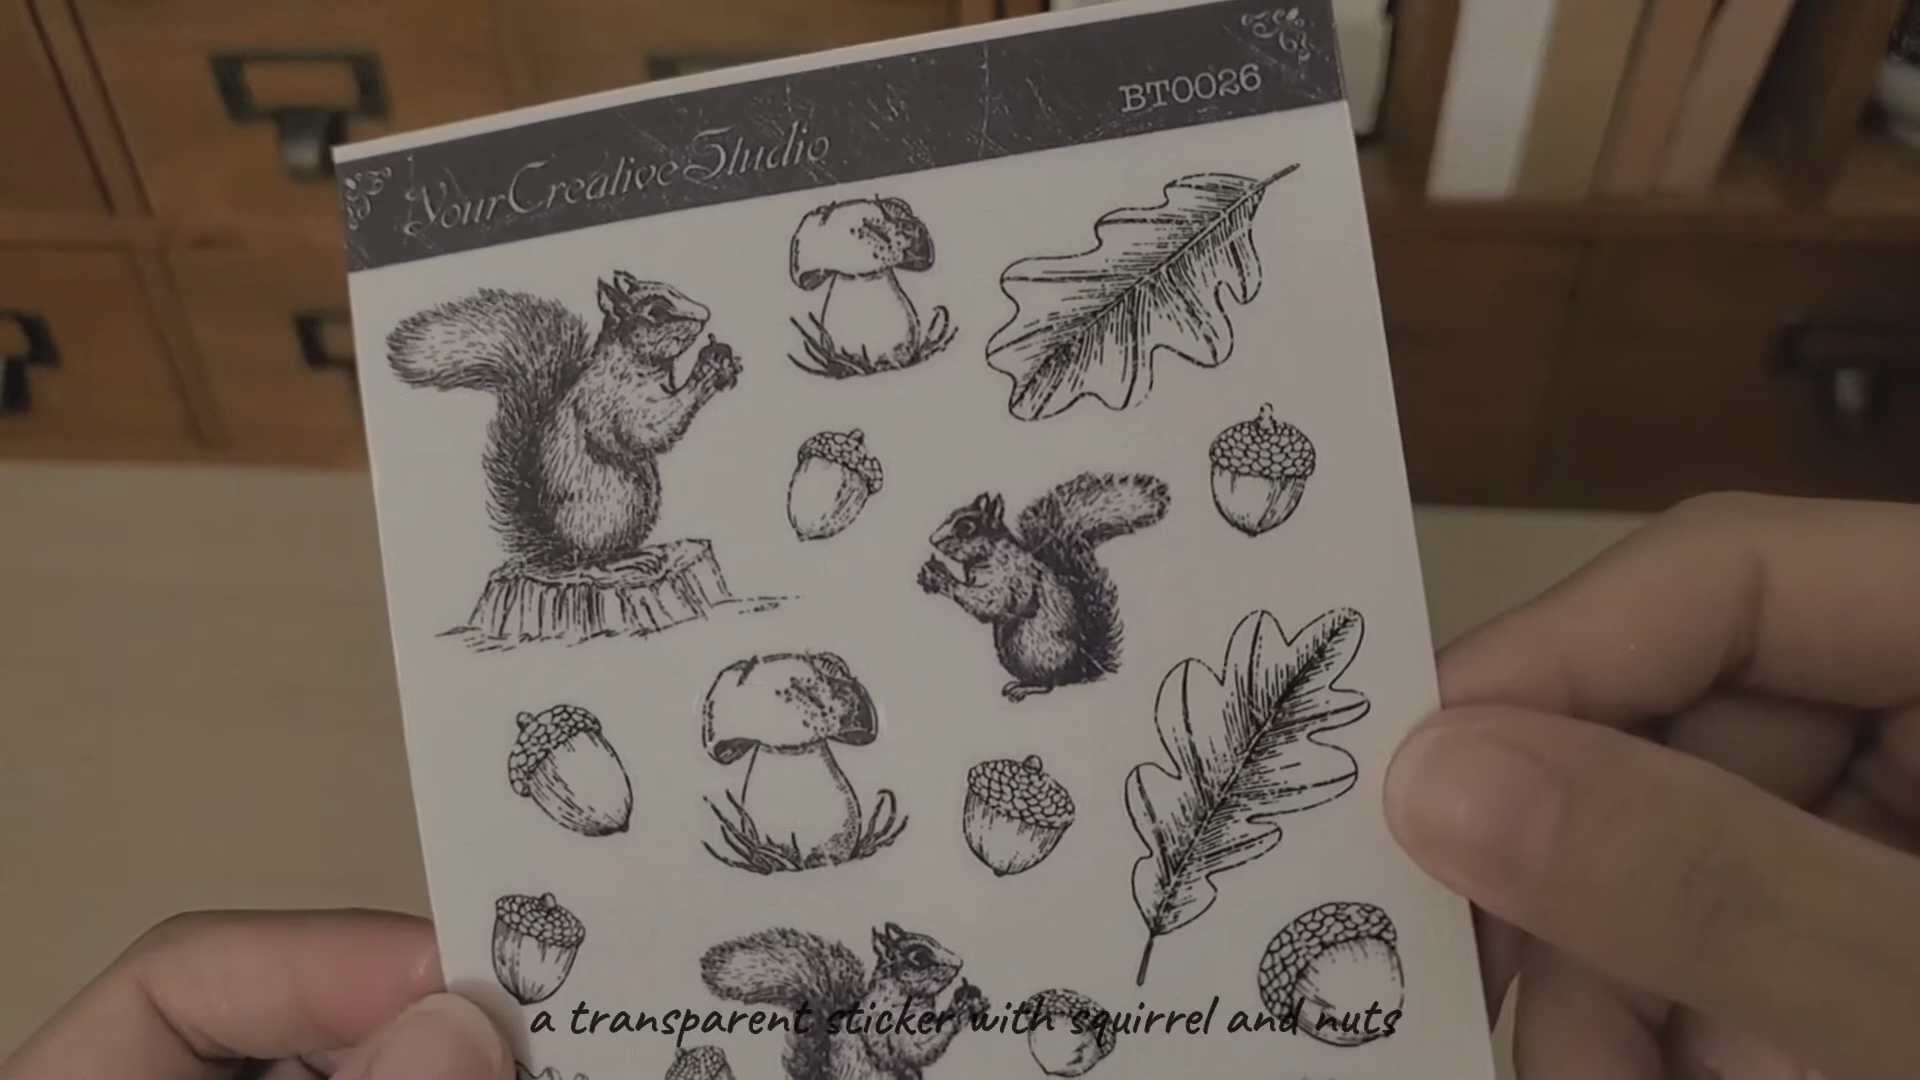 YourCreativeStudio
BT0026
a transparent sticker with squirrel and nuts